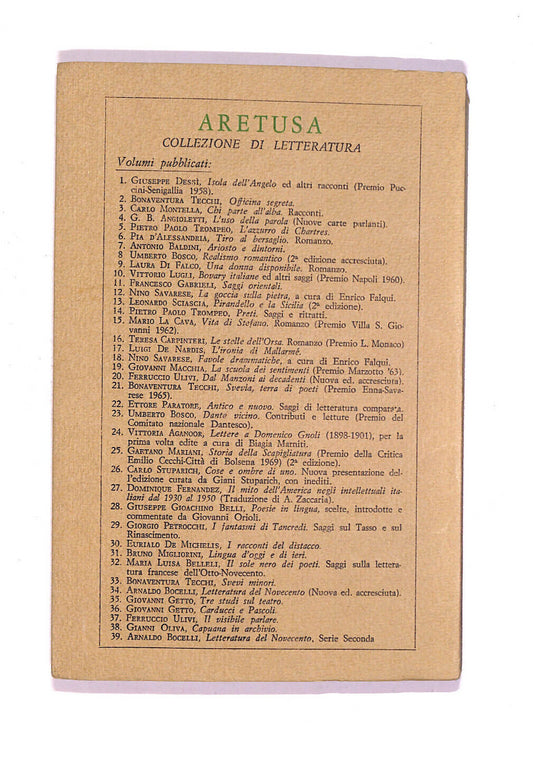 ARETUSA
COLLEZIONE DI LETTERATURA
Volumi pubblicati:
1. GIUSEPPE DESSÌ, Isola dell'Angelo ed altri racconti (Premio Puc-
cini-Senigallia 1958).
2. BONAVENTURA TECCHI, Officina segreta.
3. CARLO MONTELLA, Chi parte all'alba. Racconti.
4. G. B. ANGIOLETTI, L'uso della parola (Nuove carte parlanti).
5. PIETRO PAOLO TROMPEO, L'azzurro di Chartres.
6. PIA D'ALESSANDRIA, Tiro al bersaglio. Romanzo.
7. ANTONIO BALDINI, Ariosto e dintorni.
8 UMBERTO BOSCO, Realismo romantico (2ª edizione accresciuta).
9. LAURA DI FALCO, Una donna disponibile. Romanzo.
10. VITTORIO LUGLI, Bovary italiane ed altri saggi (Premio Napoli 1960).
11. FRANCESCO GABRIELI, Saggi orientali.
12. NINO SAVARESE, La goccia sulla pietra, a cura di Enrico Falqui.
13. LEONARDO SCIASCIA, Pirandello e la Sicilia (2ª edizione).
14. PIETRO PAOLO TROMPEO, Preti. Saggi e ritratti.
15. MARIO LA CAVA, Vita di Stefano. Romanzo (Premio Villa S. Gio-
vanni 1962).
16. TERESA CARPINTERI, Le stelle dell'Orsa. Romanzo (Premio L. Monaco)
17. LUIGI DE NARDIS, L'ironia di Mallarmé.
18. NINO SAVARESE, Favole drammatiche, a cura di Enrico Falqui.
19. GIOVANNI MACCHIA, La scuola dei sentimenti (Premio Marzotto '63).
20. FERRUCCIO ULIVI, Dal Manzoni ai decadenti (Nuova ed. accresciuta).
21. BONAVENTURA TECCHI, Svevia, terra di poeti (Premio Enna-Sava-
rese 1965).
22. ETTORE PARATORE, Antico e nuovo. Saggi di letteratura comparata.
23. UMBERTO BOSCO, Dante vicino. Contributi e letture (Premio del
Comitato nazionale Dantesco).
24. VITTORIA AGANOOR, Lettere a Domenico Gnoli (1898-1901), per la
prima volta edite a cura di Biagia Marniti.
25. GAETANO MARIANI, Storia della Scapigliatura (Premio della Critica
Emilio Cecchi-Città di Bolsena 1969) (2ª edizione).
26. CARLO STUPARICH, Cose e ombre di uno. Nuova presentazione del-
l'edizione curata da Giani Stuparich, con inediti.
27. DOMINIQUE FERNANDEZ, Il mito dell'America negli intellettuali ita-
liani dal 1930 al 1950 (Traduzione di A. Zaccaria).
28. GIUSEPPE GIOACHINO BELLI, Poesie in lingua, scelte, introdotte e
commentate da Giovanni Orioli.
29. GIORGIO PETROCCHI, I fantasmi di Tancredi. Saggi sul Tasso e sul
Rinascimento.
30. EURIALO DE MICHELIS, I racconti del distacco.
31. BRUNO MIGLIORINI, Lingua d'oggi e di ieri.
32. MARIA LUISA BELLELI, Il sole nero dei poeti. Saggi sulla lettera-
tura francese dell'Otto-Novecento.
33. BONAVENTURA TECCHI, Svevi minori.
34. ARNALDO BOCELLI, Letteratura del Novecento (Nuova ed. accresciuta).
35. GIOVANNI GETTO, Tre studi sul teatro.
36. GIOVANNI GETTO, Carducci e Pascoli.
37. FERRUCCIO ULIVI, Il visibile parlare.
38. GIANNI OLIVA, Capuana in archivio.
39. ARNALDO BOCELLI, Letteratura del Novecento, Serie Seconda